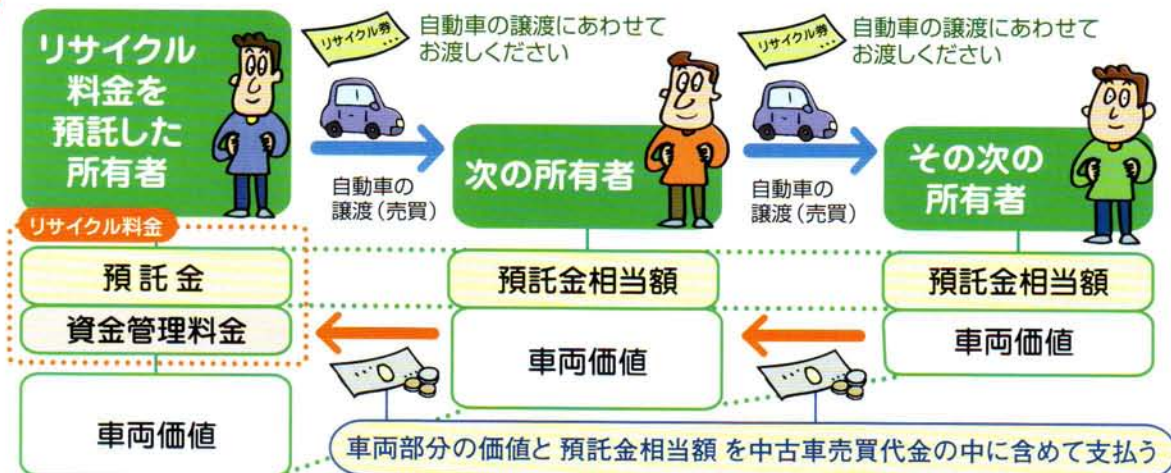 リサイクル
料金を
預託した
所有者
リサイクル券
自動車の譲渡にあわせて
お渡しください
自動車の
譲渡(売買)
次の所有者
リサイクル券
自動車の譲渡にあわせて
お渡しください
自動車の
譲渡(売買)
その次の
所有者
リサイクル料金
預託金
資金管理料金
車両価値
預託金相当額
車両価値
預託金相当額
車両価値
車両部分の価値と預託金相当額を中古車売買代金の中に含めて支払う